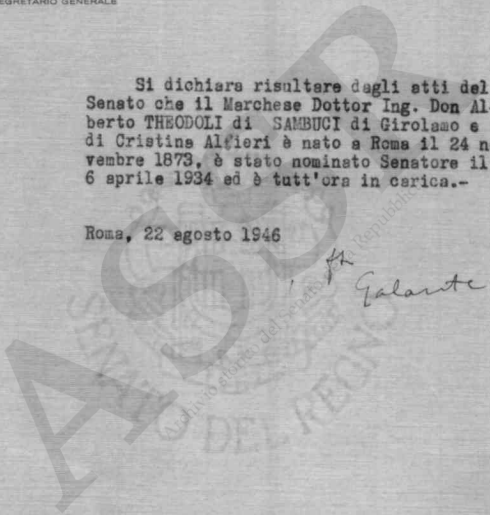 SEGRETARIO GENERALE
Si dichiara risultare dagli atti del
Senato che il Marchese Dottor Ing. Don Al-
berto THEODOLI di SAMBUCI di Girolamo e
di Cristina Altieri è nato a Roma il 24 n
vembre 1873, è stato nominato Senatore il
6 aprile 1934 ed è tutt'ora in carica.-
Roma, 22 agosto 1946
Galante
ASSR
SENATO DEL REGNO
Archivio storico del Senato della Repubblica